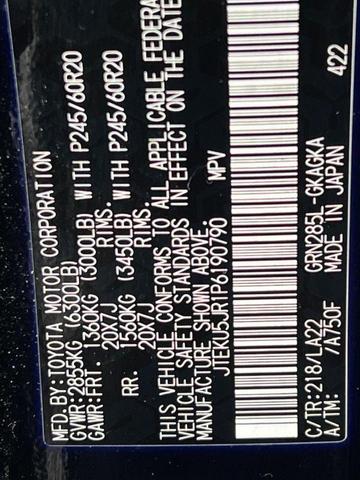 MFD.BY:TOYOTA MOTOR CORPORATION
GVWR:2855KG (6300LB)
GAWR:FRT. 1360KG (3000LB) WITH P245/60R20
20X7J RIMS.
RR. 1560KG (3450LB) WITH P245/60R20
20X7J RIMS.
THIS VEHICLE CONFORMS TO ALL APPLICABLE FEDERA
VEHICLE SAFETY STANDARDS IN EFFECT ON THE DATE
MANUFACTURE SHOWN ABOVE.
JTEKU5JR1P6190790 MPV
C/TR:218/LA22 GRN285L-GKAGKA
/A/TM: /A750F MADE IN JAPAN 422